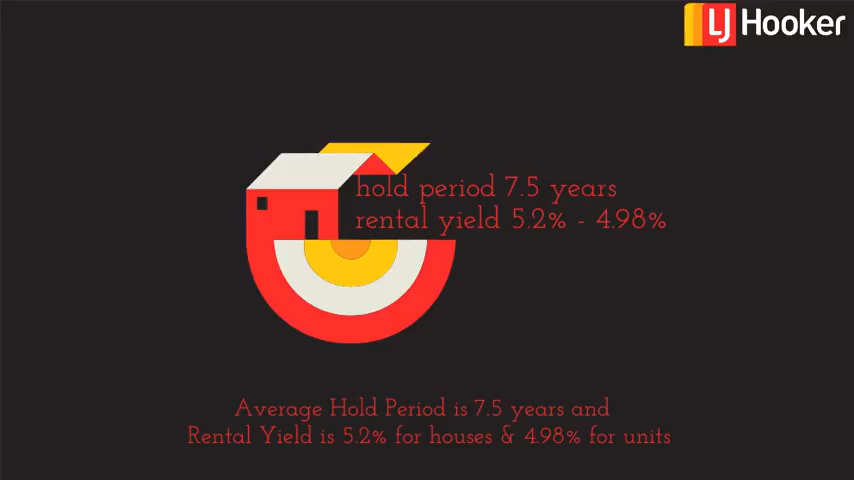 LJ Hooker
hold period 7.5 years
rental yield 5.2% - 4.98%
Average Hold Period is 7.5 years and
Rental Yield is 5.2% for houses & 4.98% for units